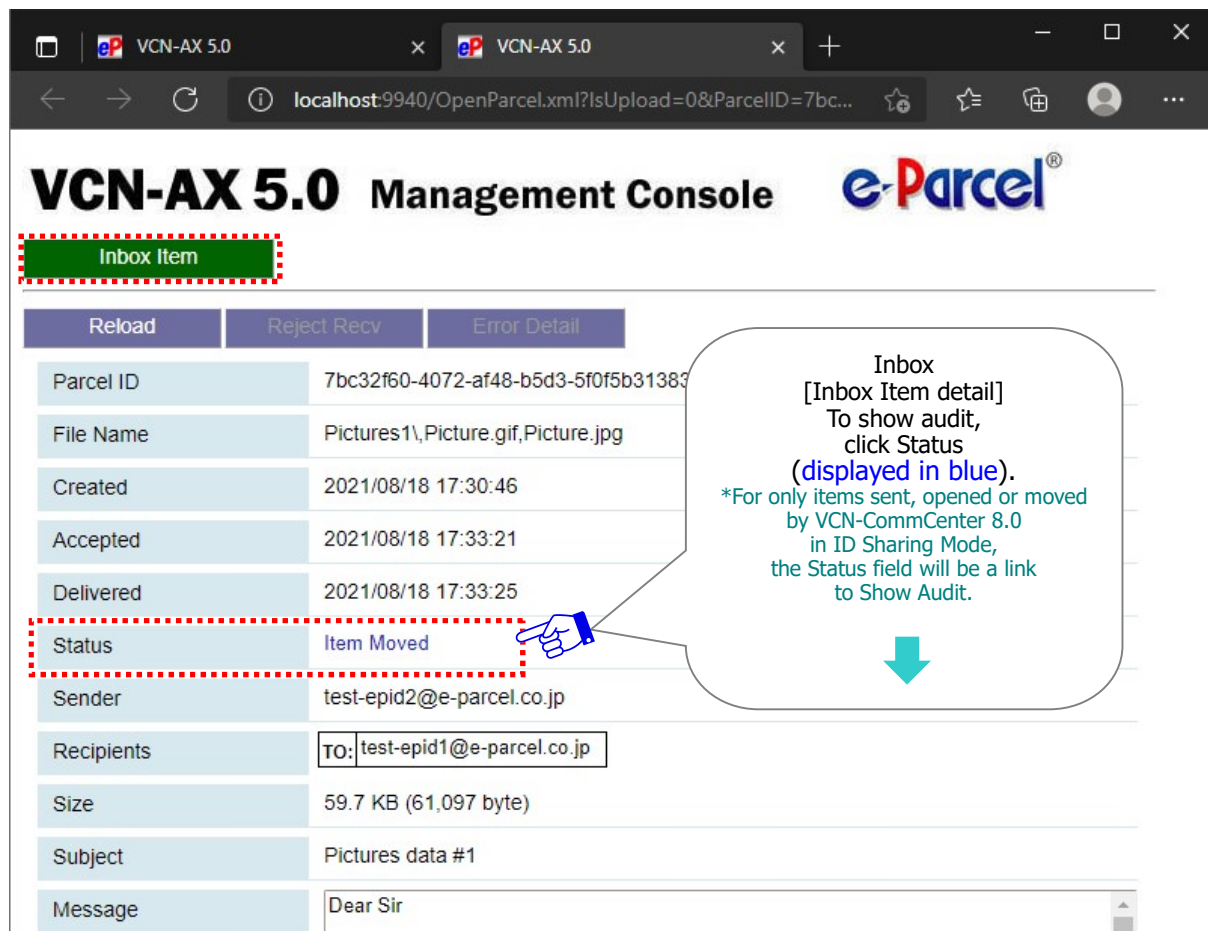 VCN-AX 5.0 VCN-AX 5.0
localhost:9940/OpenParcel.xml?IsUpload=0&ParcelID=7bc...
VCN-AX 5.0 Management Console e-Parcel®
Inbox Item
Reload Reject Recv Error Detail
Parcel ID 7bc32f60-4072-af48-b5d3-5f0f5b31383
File Name Pictures1\,Picture.gif,Picture.jpg
Created 2021/08/18 17:30:46
Accepted 2021/08/18 17:33:21
Delivered 2021/08/18 17:33:25
Status Item Moved
Sender test-epid2@e-parcel.co.jp
Recipients TO: test-epid1@e-parcel.co.jp
Size 59.7 KB (61,097 byte)
Subject Pictures data #1
Message Dear Sir
Inbox
[Inbox Item detail]
To show audit,
click Status
(displayed in blue).
*For only items sent, opened or moved
by VCN-CommCenter 8.0
in ID Sharing Mode,
the Status field will be a link
to Show Audit.